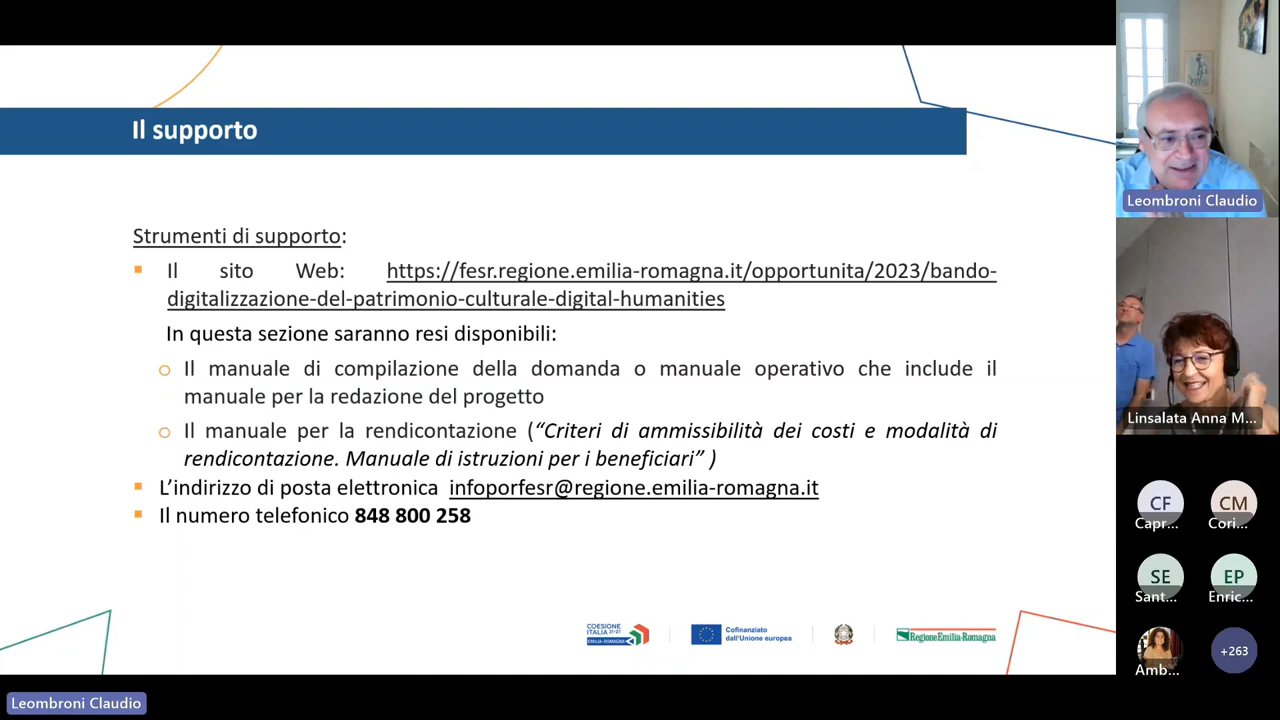 Il supporto
Strumenti di supporto:
Il sito Web: https://fesr.regione.emilia-romagna.it/opportunita/2023/bando-
digitalizzazione-del-patrimonio-culturale-digital-humanities
In questa sezione saranno resi disponibili:
Il manuale di compilazione della domanda o manuale operativo che include il
manuale per la redazione del progetto
Il manuale per la rendicontazione (“Criteri di ammissibilità dei costi e modalità di
rendicontazione. Manuale di istruzioni per i beneficiari” )
L’indirizzo di posta elettronica infoporfesr@regione.emilia-romagna.it
Il numero telefonico 848 800 258
COESIONE
ITALIA 21-27
EMILIA-ROMAGNA
Cofinanziato
dall'Unione europea
RegioneEmilia-Romagna
Leombroni Claudio
Linsalata Anna M...
CF
CM
Capr...
Cori...
SE
EP
Sant...
Enric...
Amb...
+263
Leombroni Claudio